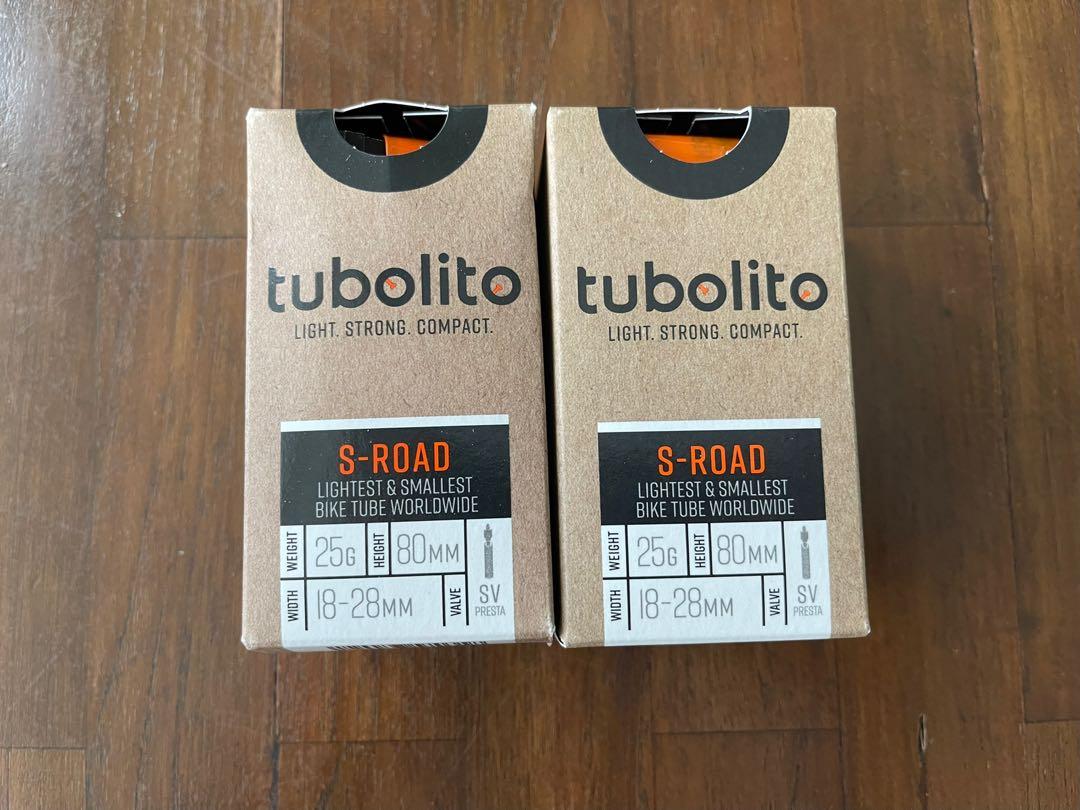 tubolito
LIGHT. STRONG. COMPACT.
S-ROAD
LIGHTEST & SMALLEST
BIKE TUBE WORLDWIDE
WEIGHT 25G HEIGHT 80MM
WIDTH 18-28MM VALVE SV
PRESTA
tubolito
LIGHT. STRONG. COMPACT.
S-ROAD
LIGHTEST & SMALLEST
BIKE TUBE WORLDWIDE
WEIGHT 25G HEIGHT 80MM
WIDTH 18-28MM VALVE SV
PRESTA